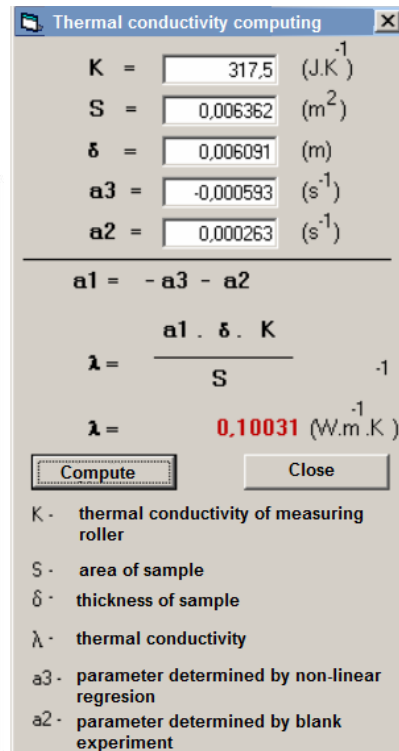 Thermal conductivity computing
K = 317,5 (J.K-1)
S = 0,006362 (m2)
δ = 0,006091 (m)
a3 = -0,000593 (s-1)
a2 = 0,000263 (s-1)
a1 = - a3 - a2
a1 . δ. K
λ =
S
-1
λ = 0,10031 (W.m-1.K )
Compute Close
K - thermal conductivity of measuring
roller
S - area of sample
δ - thickness of sample
λ - thermal conductivity
a3 - parameter determined by non-linear
regresion
a2 - parameter determined by blank
experiment